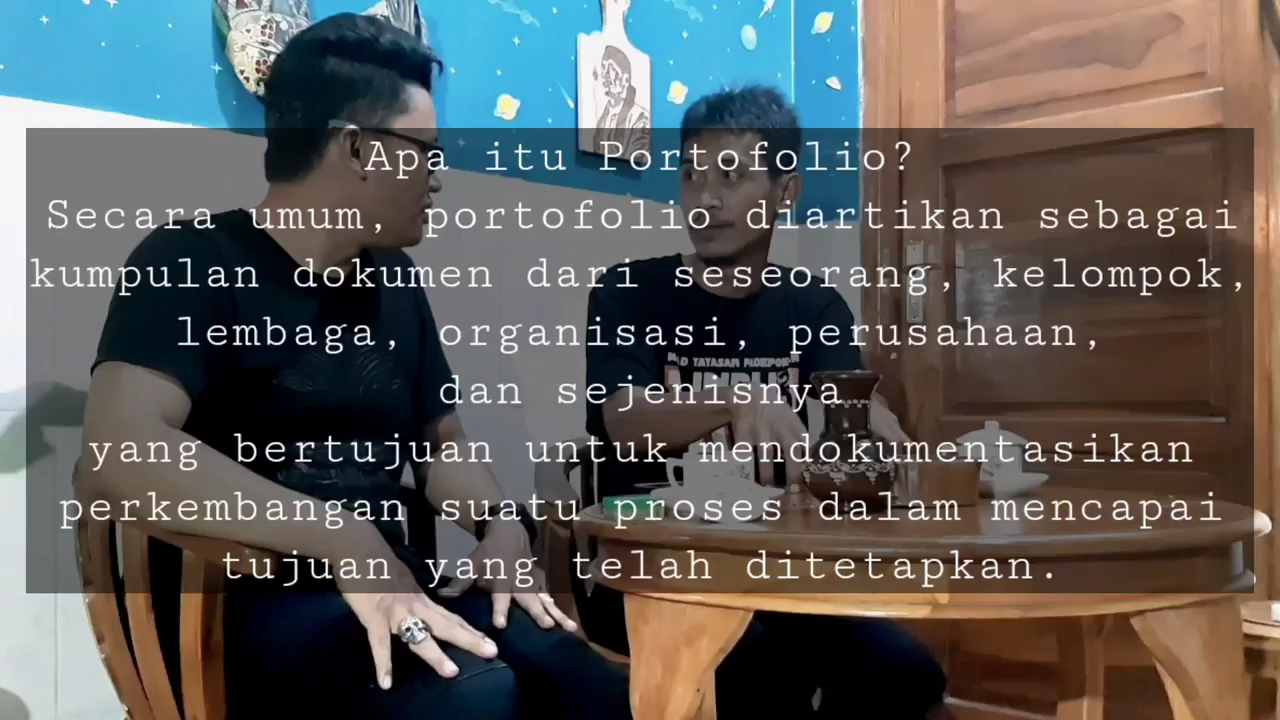 Apa itu Portofolio?
Secara umum, portofolio diartikan sebagai
kumpulan dokumen dari seseorang, kelompok,
lembaga, organisasi, perusahaan,
dan sejenisnya
yang bertujuan untuk mendokumentasikan
perkembangan suatu proses dalam mencapai
tujuan yang telah ditetapkan.
YAYASAN